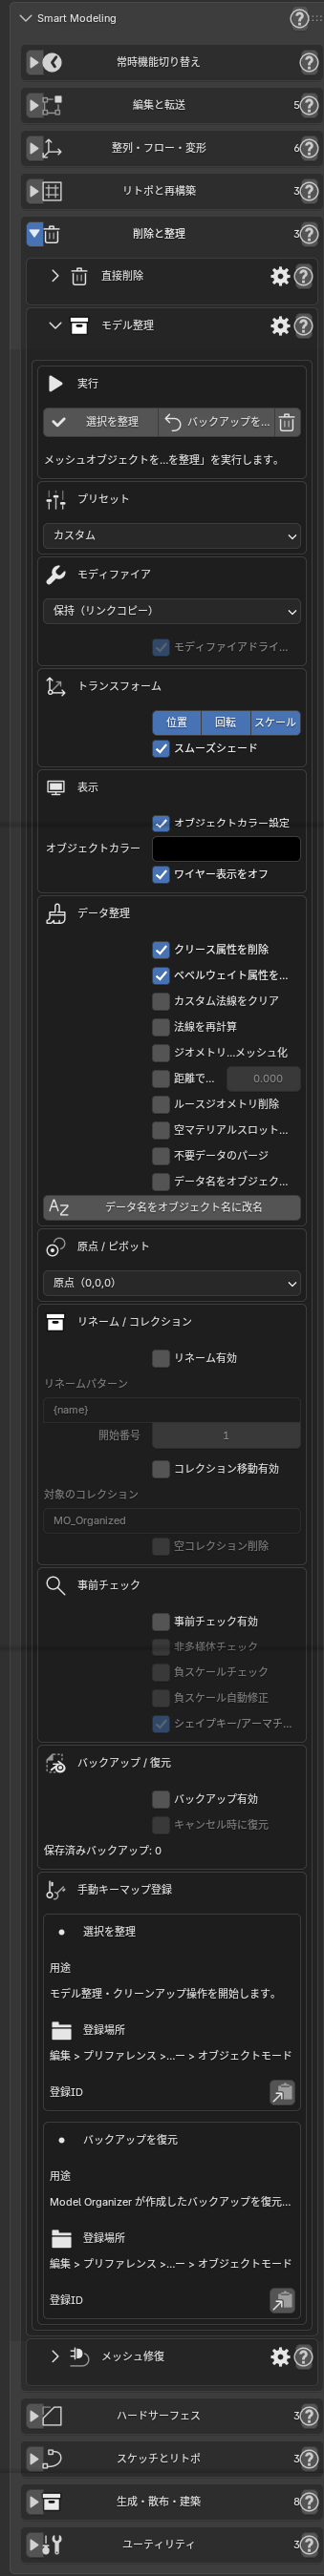 Smart Modeling
常時機能切り替え
編集と転送 5
整列・フロー・変形 6
リトポと再構築 3
削除と整理 3
直接削除
モデル整理
実行
選択を整理 バックアップを...
メッシュオブジェクトを...を整理」を実行します。
プリセット
カスタム
モディファイア
保持（リンクコピー）
モディファイアドライ...
トランスフォーム
位置 回転 スケール
スムーズシェード
表示
オブジェクトカラー設定
オブジェクトカラー
ワイヤー表示をオフ
データ整理
クリース属性を削除
ベベルウェイト属性を...
カスタム法線をクリア
法線を再計算
ジオメトリ...メッシュ化
距離で... 0.000
ルースジオメトリ削除
空マテリアルスロット...
不要データのパージ
データ名をオブジェク...
データ名をオブジェクト名に改名
原点 / ピボット
原点（0,0,0）
リネーム / コレクション
リネーム有効
リネームパターン
{name}
開始番号 1
コレクション移動有効
対象のコレクション
MO_Organized
空コレクション削除
事前チェック
事前チェック有効
非多様体チェック
負スケールチェック
負スケール自動修正
シェイプキー/アーマチ...
バックアップ / 復元
バックアップ有効
キャンセル時に復元
保存済みバックアップ: 0
手動キーマップ登録
選択を整理
用途
モデル整理・クリーンアップ操作を開始します。
登録場所
編集 > プリファレンス >...ー > オブジェクトモード
登録ID
バックアップを復元
用途
Model Organizer が作成したバックアップを復元...
登録場所
編集 > プリファレンス >...ー > オブジェクトモード
登録ID
メッシュ修復
ハードサーフェス 3
スケッチとリトポ 3
生成・散布・建築 8
ユーティリティ 3